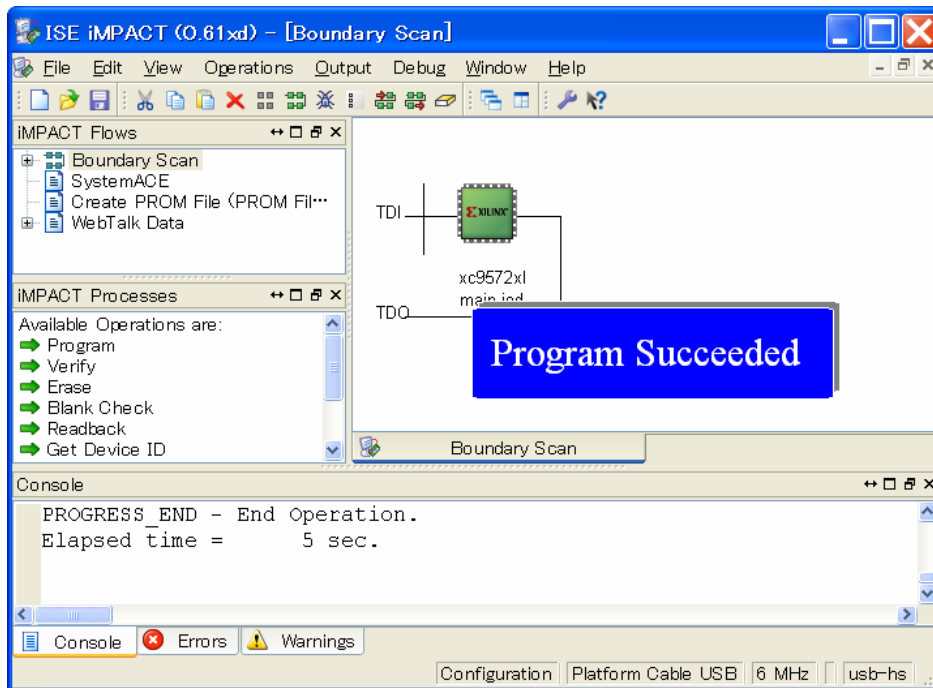 ISE iMPACT (O.61xd) - [Boundary Scan]
File Edit View Operations Output Debug Window Help
iMPACT Flows
Boundary Scan
SystemACE
Create PROM File (PROM Fil⋯
WebTalk Data
TDI
XILINX
xc9572xl
main.jed
TDO
Program Succeeded
Boundary Scan
iMPACT Processes
Available Operations are:
Program
Verify
Erase
Blank Check
Readback
Get Device ID
Console
PROGRESS_END - End Operation.
Elapsed time =      5 sec.
Console Errors Warnings
Configuration Platform Cable USB 6 MHz usb-hs